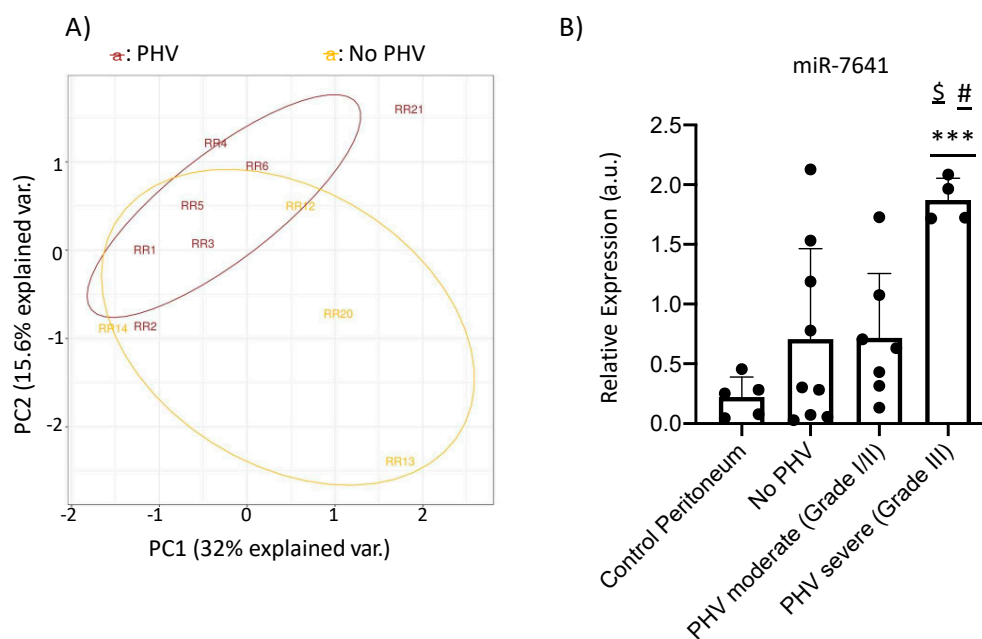 A)
a: PHV
a: No PHV
RR21
RR4
RR6
RR5
RR12
RR1
RR3
RR20
RR14
RR2
RR13
1
0
-1
-2
-2
-1
0
1
2
PC2 (15.6% explained var.)
PC1 (32% explained var.)
B)
miR-7641
$ #
***
2.5
2.0
1.5
1.0
0.5
0.0
Relative Expression (a.u.)
Control Peritoneum
No PHV
PHV moderate (Grade I/II)
PHV severe (Grade III)